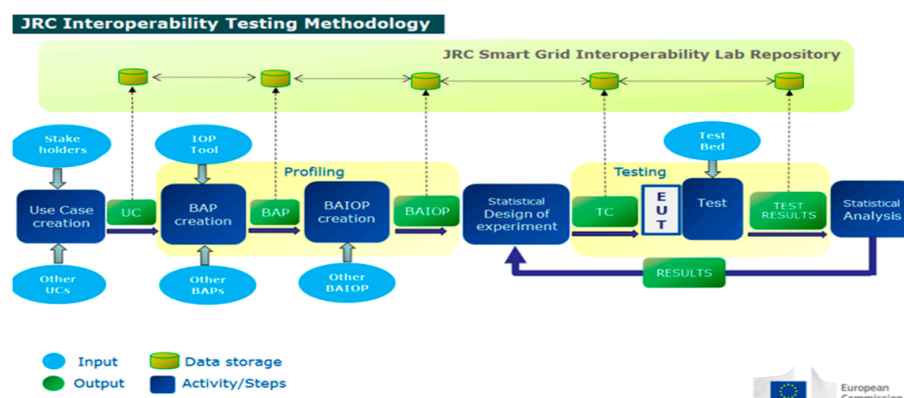 JRC Interoperability Testing Methodology
JRC Smart Grid Interoperability Lab Repository
Stake
holders
IOP
Tool
Test
Bed
Profiling
Testing
Use Case
creation
UC
BAP
creation
BAP
BAIOP
creation
BAIOP
Statistical
Design of
experiment
TC
E
U
T
Test
TEST
RESULTS
Statistical
Analysis
Other
UCs
Other
BAPs
Other
BAIOP
RESULTS
Input
Data storage
Output
Activity/Steps
European
Commission